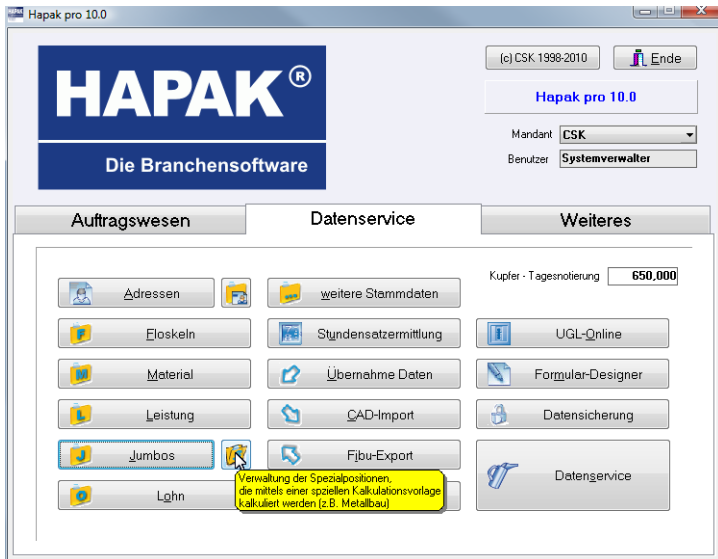 Hapak pro 10.0
HAPAK®
Die Branchensoftware
(c) CSK 1998-2010
Ende
Hapak pro 10.0
Mandant CSK
Benutzer Systemverwalter
Auftragswesen
Datenservice
Weiteres
Adressen
weitere Stammdaten
Kupfer - Tagesnotierung 650,000
Floskeln
Stundensatzermittlung
UGL-Online
Material
Übernahme Daten
Formular-Designer
Leistung
CAD-Import
Datensicherung
Jumbos
Fibu-Export
Datenservice
Lohn
Verwaltung der Spezialpositionen,
die mittels einer spziellen Kalkulationsvorlage
kalkuliert werden (z.B. Metallbau)